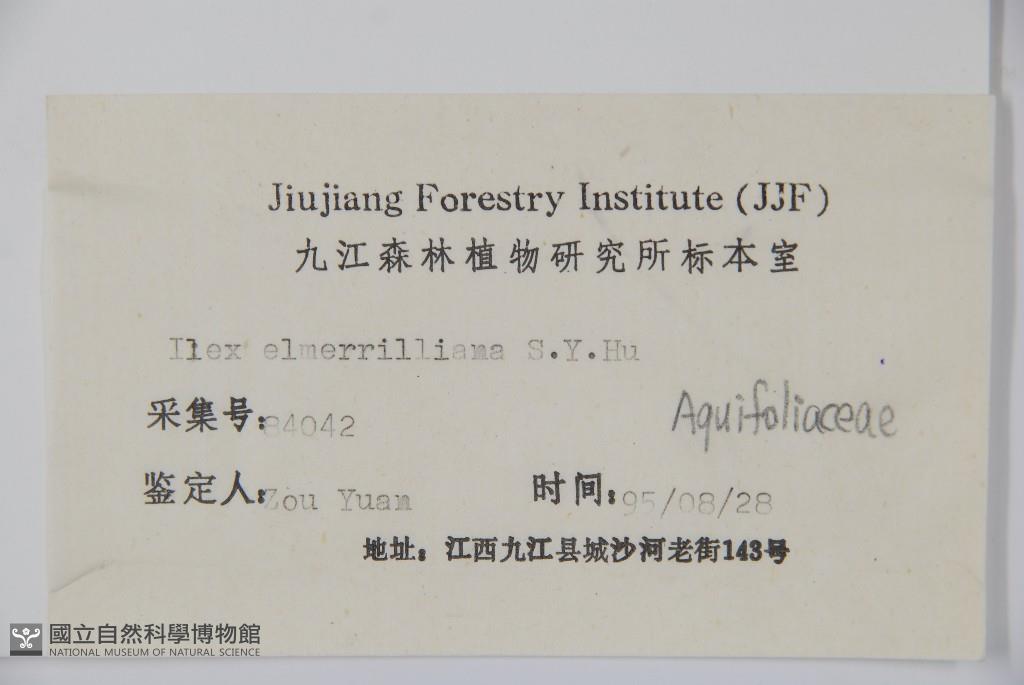 Jiujiang Forestry Institute (JJF)
九江森林植物研究所标本室
Ilex elmerrilliana S.Y.Hu
采集号:84042
Aquifoliaceae
鉴定人:Zou Yuan
时间:95/08/28
地址:江西九江县城沙河老街143号
國立自然科學博物館
NATIONAL MUSEUM OF NATURAL SCIENCE